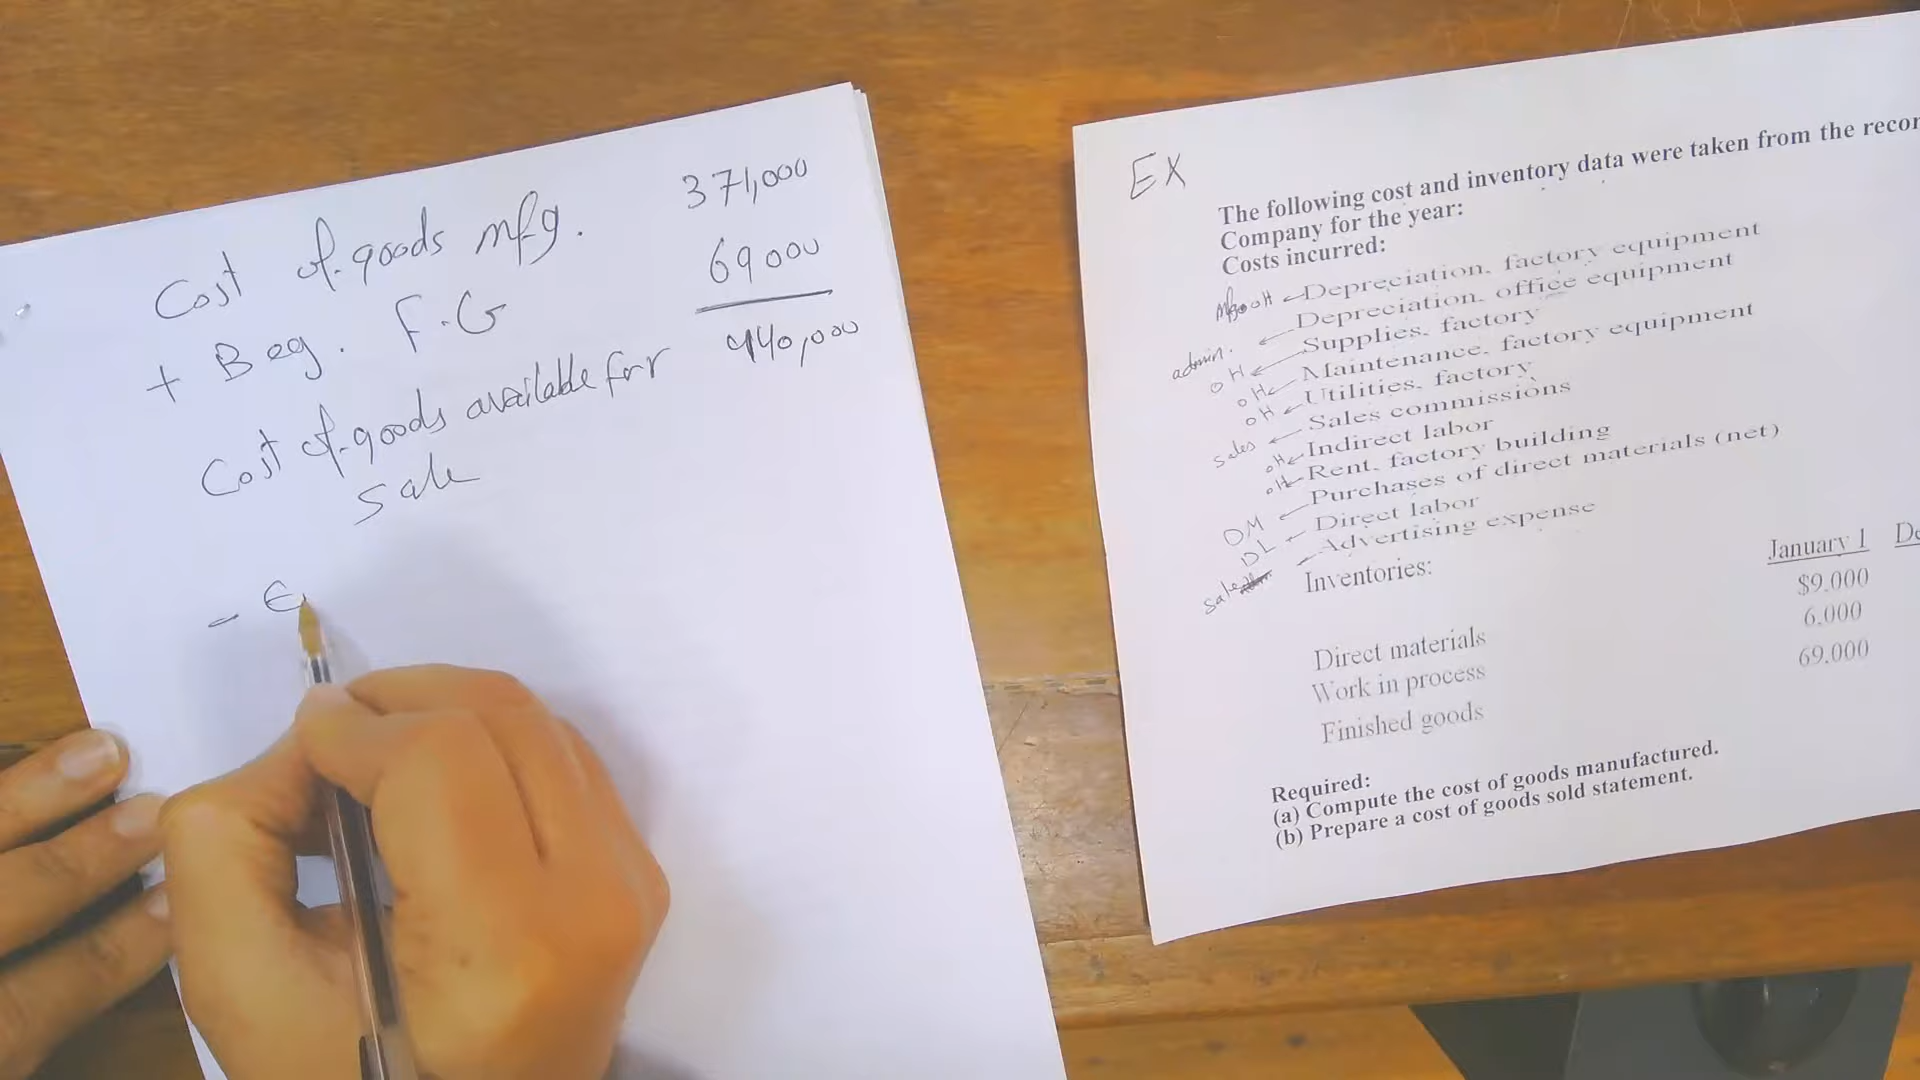 Cost of goods mfg. 371,000
+ Beg. F.G 69000
Cost of goods available for 440,000
sale
- E
EX
The following cost and inventory data were taken from the recor
Company for the year:
Costs incurred:
Mfg OH Depreciation, factory equipment
admin. Depreciation, office equipment
OH Supplies, factory
OH Maintenance, factory equipment
OH Utilities, factory
Sales Sales commissions
OH Indirect labor
OH Rent, factory building
DM Purchases of direct materials (net)
DL Direct labor
Sales Advertising expense
Inventories: January 1 De
Direct materials $9.000
Work in process 6.000
Finished goods 69.000
Required:
(a) Compute the cost of goods manufactured.
(b) Prepare a cost of goods sold statement.